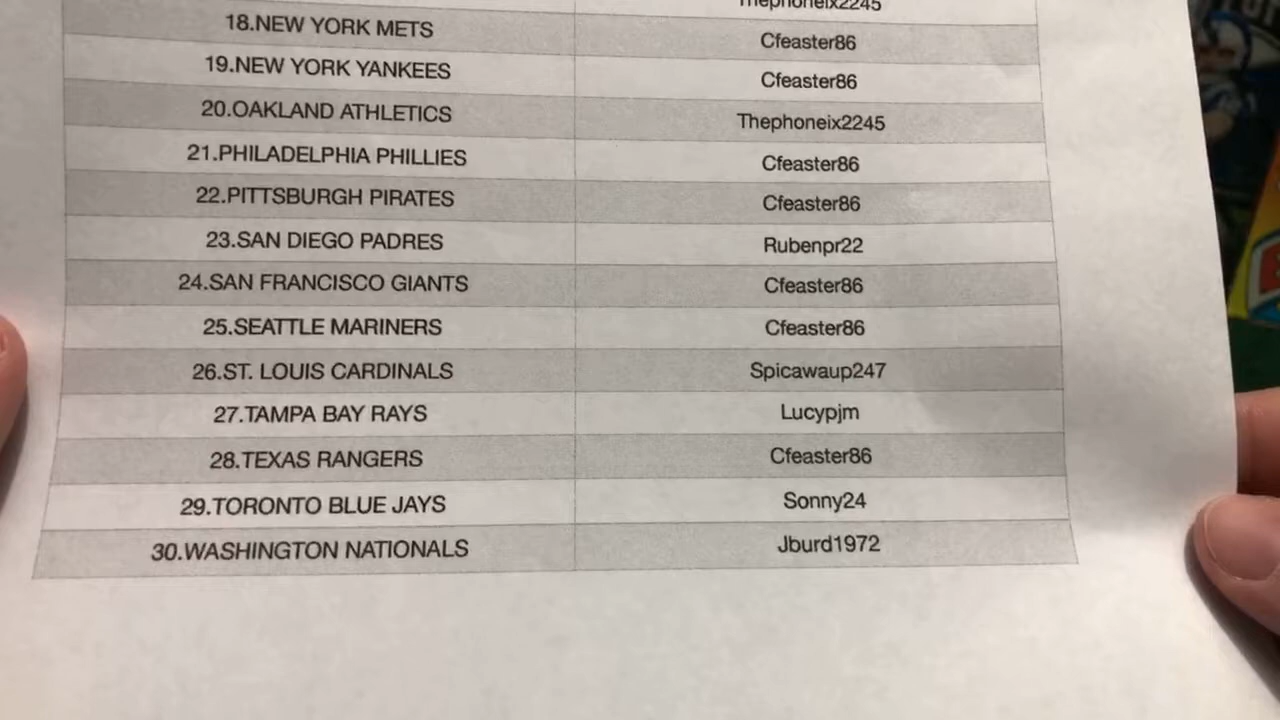 Thephoneix2245
18.NEW YORK METS Cfeaster86
19.NEW YORK YANKEES Cfeaster86
20.OAKLAND ATHLETICS Thephoneix2245
21.PHILADELPHIA PHILLIES Cfeaster86
22.PITTSBURGH PIRATES Cfeaster86
23.SAN DIEGO PADRES Rubenpr22
24.SAN FRANCISCO GIANTS Cfeaster86
25.SEATTLE MARINERS Cfeaster86
26.ST. LOUIS CARDINALS Spicawaup247
27.TAMPA BAY RAYS Lucypjm
28.TEXAS RANGERS Cfeaster86
29.TORONTO BLUE JAYS Sonny24
30.WASHINGTON NATIONALS Jburd1972